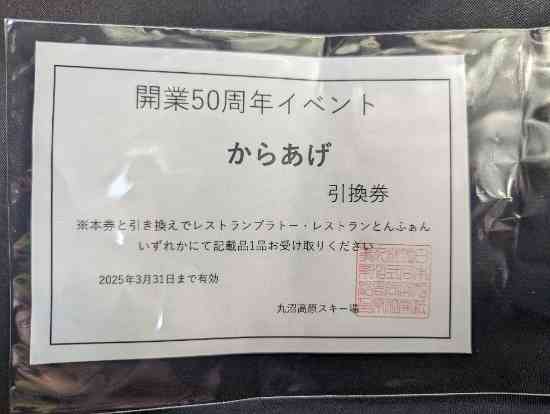 開業50周年イベント
からあげ
引換券
※本券と引き換えでレストランプラトー・レストランとんふぁん
いずれかにて記載品1品お受け取りください
2025年3月31日まで有効
丸沼高原スキー場